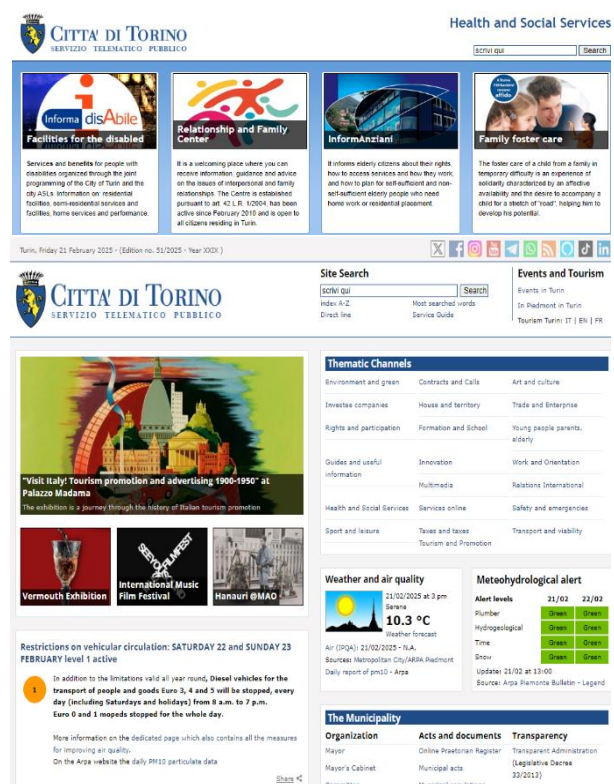 CITTA' DI TORINO
SERVIZIO TELEMATICO PUBBLICO
Health and Social Services
scrivi qui
Search
Informa disAbile
Facilities for the disabled
Services and benefits for people with
disabilities organized through the joint
programming of the City of Turin and the
city ASLs. Information on: residential
facilities, semi-residential services and
facilities, home services and performance.
Relationship and Family
Center
It is a welcoming place where you can
receive information, guidance and advice
on the issues of interpersonal and family
relationships. The Centre is established
pursuant to art. 42 L.R. 1/2004, has been
active since February 2010 and is open to
all citizens residing in Turin.
InformAnziani
It informs elderly citizens about their rights,
how to access services and how they work,
and how to plan for self-sufficient and non-
self-sufficient elderly people who need
home work or residential placement.
affido
Family foster care
The foster care of a child from a family in
temporary difficulty is an experience of
solidarity characterized by an affective
availability and the desire to accompany a
child for a stretch of "road", helping him to
develop his potential.
Turin, Friday 21 February 2025 - (Edition no. 51/2025 - Year XXIX )
CITTA' DI TORINO
SERVIZIO TELEMATICO PUBBLICO
Site Search
scrivi qui
Search
index A-Z
Most searched words
Direct line
Service Guide
Events and Tourism
Events in Turin
In Piedmont in Turin
Tourism Turin: IT | EN | FR
"Visit Italy! Tourism promotion and advertising 1900-1950" at
Palazzo Madama
The exhibition is a journey through the history of Italian tourism promotion
Vermouth Exhibition
SEEYOUSOUND
FILMFEST
International Music
Film Festival
Hanauri @MAO
Restrictions on vehicular circulation: SATURDAY 22 and SUNDAY 23
FEBRUARY level 1 active
1
In addition to the limitations valid all year round, Diesel vehicles for the
transport of people and goods Euro 3, 4 and 5 will be stopped, every
day (including Saturdays and holidays) from 8 a.m. to 7 p.m.
Euro 0 and 1 mopeds stopped for the whole day.
More information on the dedicated page which also contains all the measures
for improving air quality.
On the Arpa website the daily PM10 particulate data
Share
Thematic Channels
Environment and green
Contracts and Calls
Art and culture
Investee companies
House and territory
Trade and Enterprise
Rights and participation
Formation and School
Young people parents,
elderly
Guides and useful
information
Innovation
Work and Orientation
Multimedia
Relations International
Health and Social Services
Services online
Safety and emergencies
Sport and leisure
Taxes and taxes
Transport and viability
Tourism and Promotion
Weather and air quality
21/02/2025 at 3 pm
Serene
10.3 °C
Weather forecast
Air (IPQA): 21/02/2025 - N.A.
Sources: Metropolitan City/ARPA Piedmont
Daily report of pm10 - Arpa
Meteohydrological alert
Alert levels 21/02 22/02
Plumber Green Green
Hydrogeological Green Green
Time Green Green
Snow Green Green
Update: 21/02 at 13:00
Source: Arpa Piemonte Bulletin - Legend
The Municipality
Organization
Mayor
Mayor's Cabinet
Acts and documents
Online Praetorian Register
Municipal acts
Transparency
Transparent Administration
(Legislative Decree
33/2013)